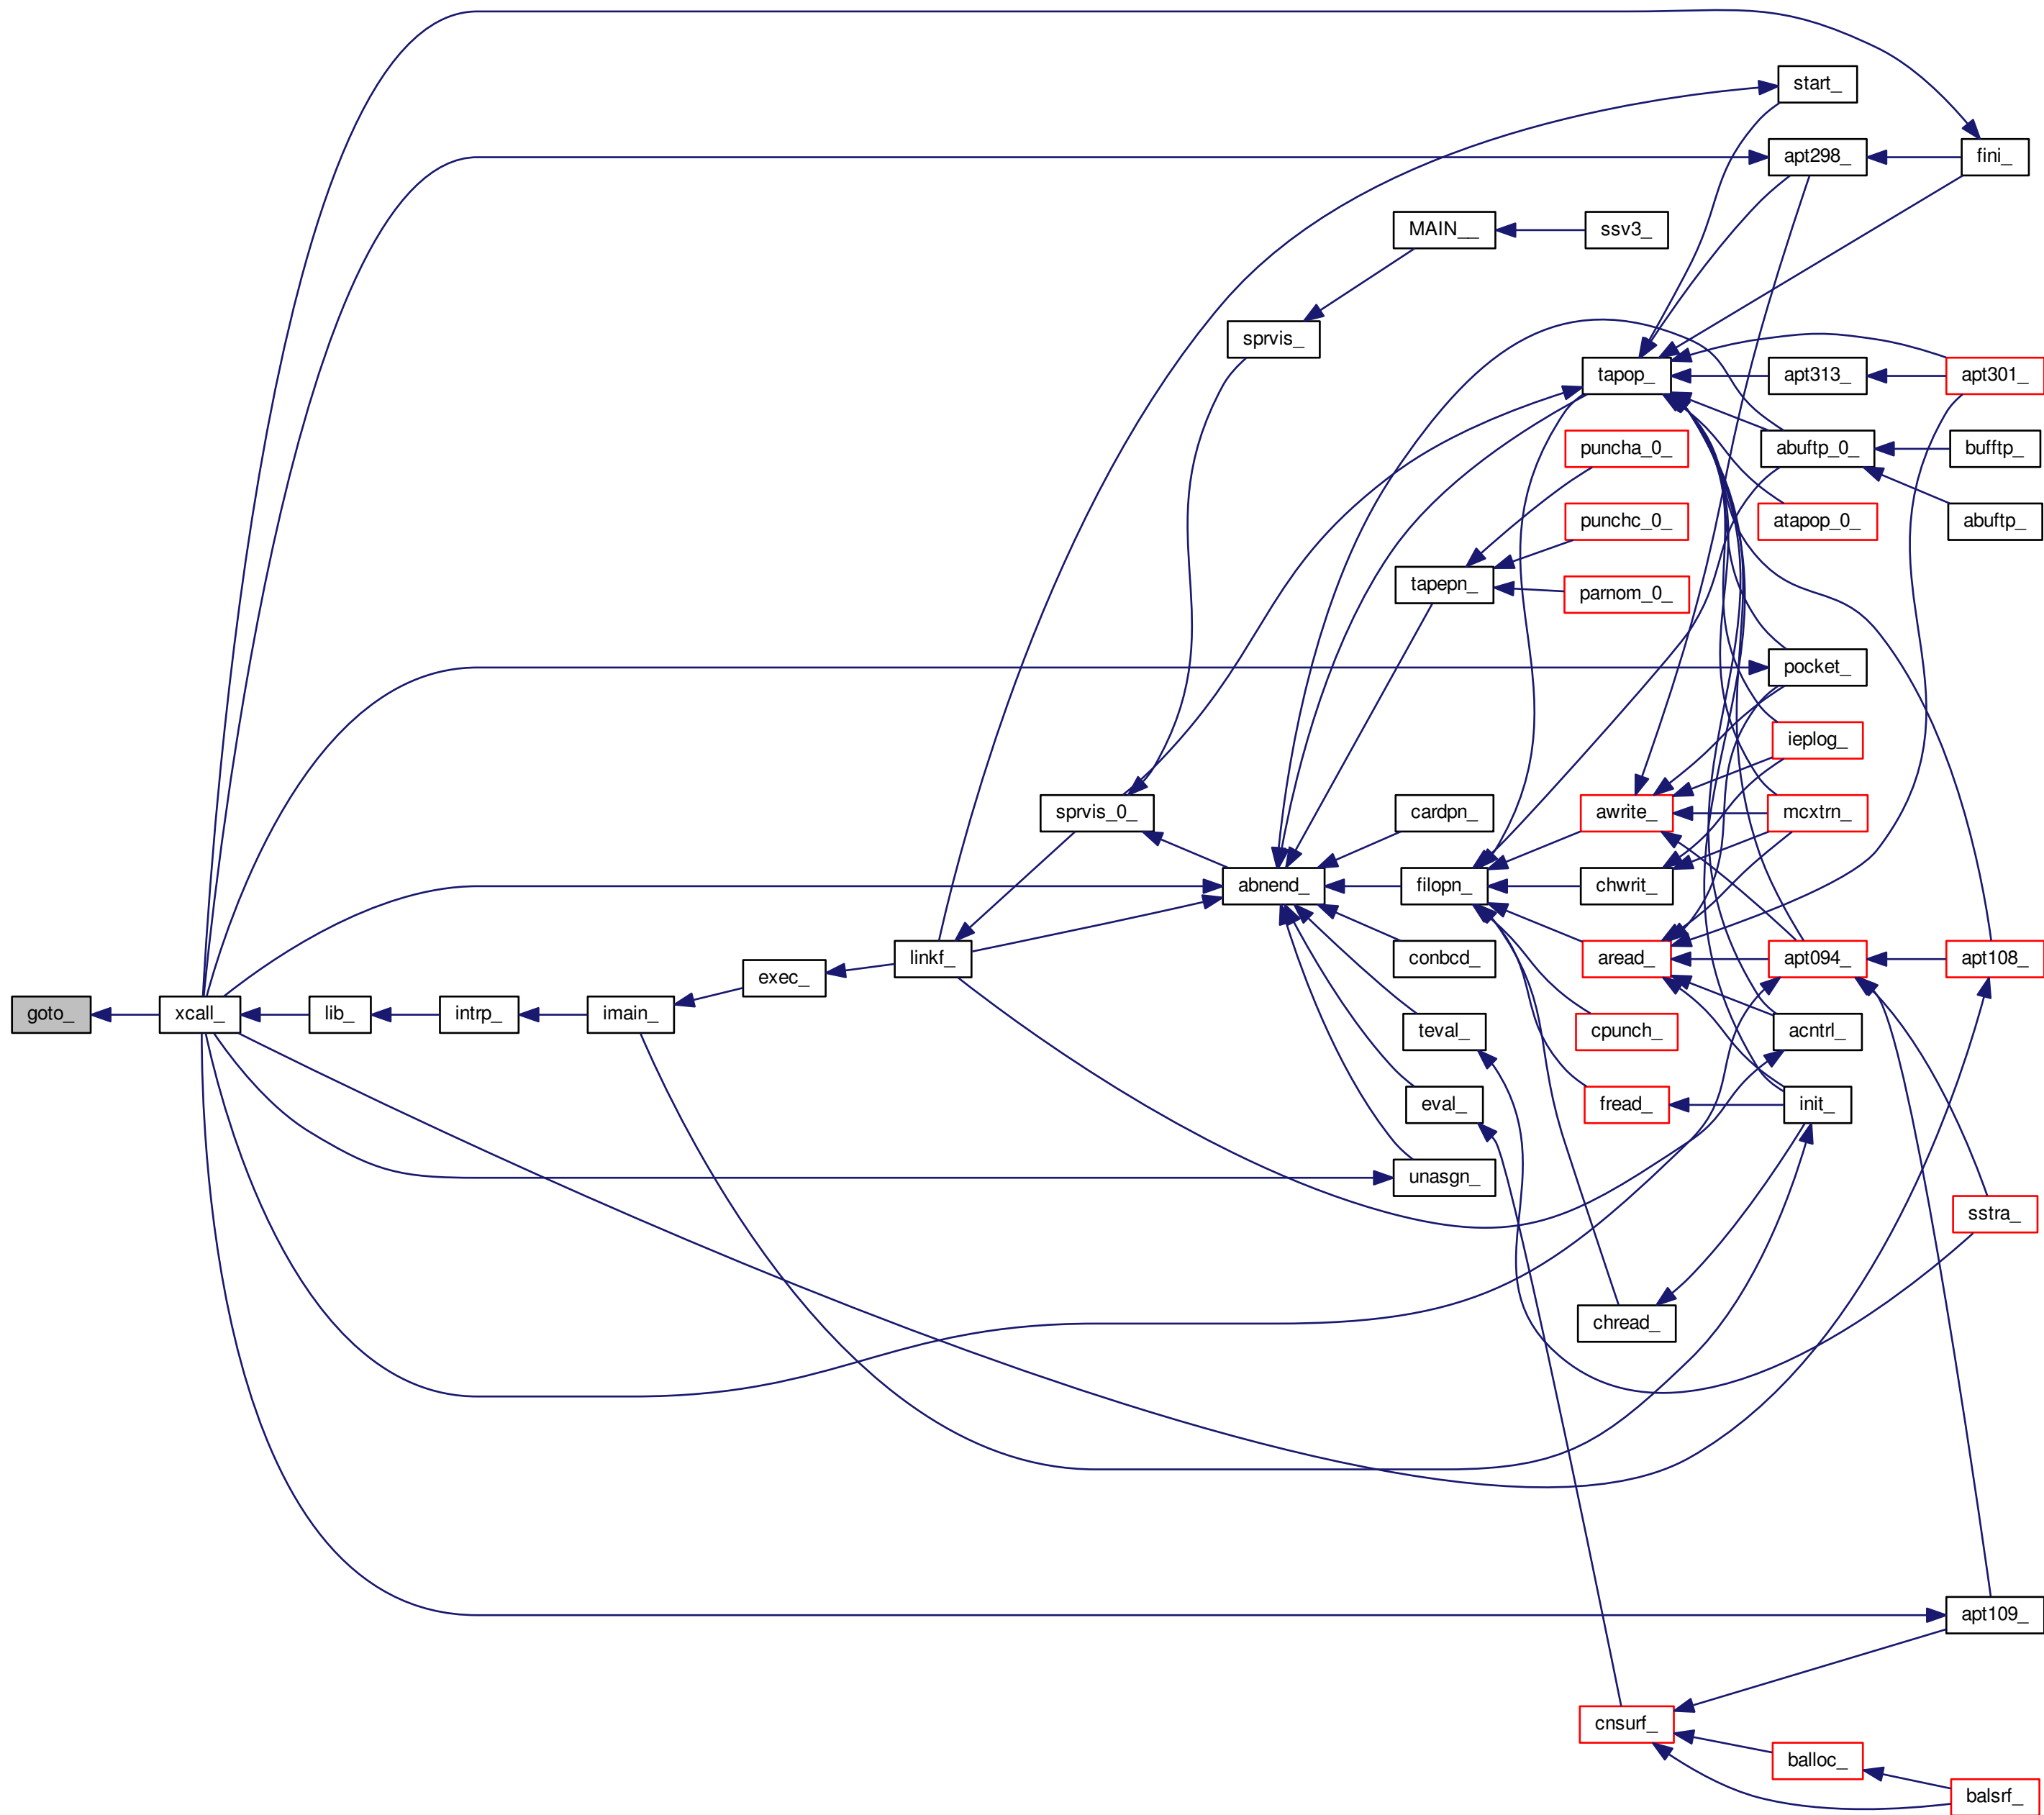 start_
apt298_
fini_
MAIN__
ssv3_
sprvis_
tapop_
apt313_
apt301_
puncha_0_
abuftp_0_
bufftp_
punchc_0_
atapop_0_
abuftp_
tapepn_
parnom_0_
pocket_
ieplog_
sprvis_0_
cardpn_
awrite_
mcxtrn_
abnend_
filopn_
chwrit_
linkf_
conbcd_
aread_
apt094_
apt108_
exec_
goto_
xcall_
lib_
intrp_
imain_
teval_
cpunch_
acntrl_
eval_
fread_
init_
unasgn_
sstra_
chread_
apt109_
cnsurf_
balloc_
balsrf_